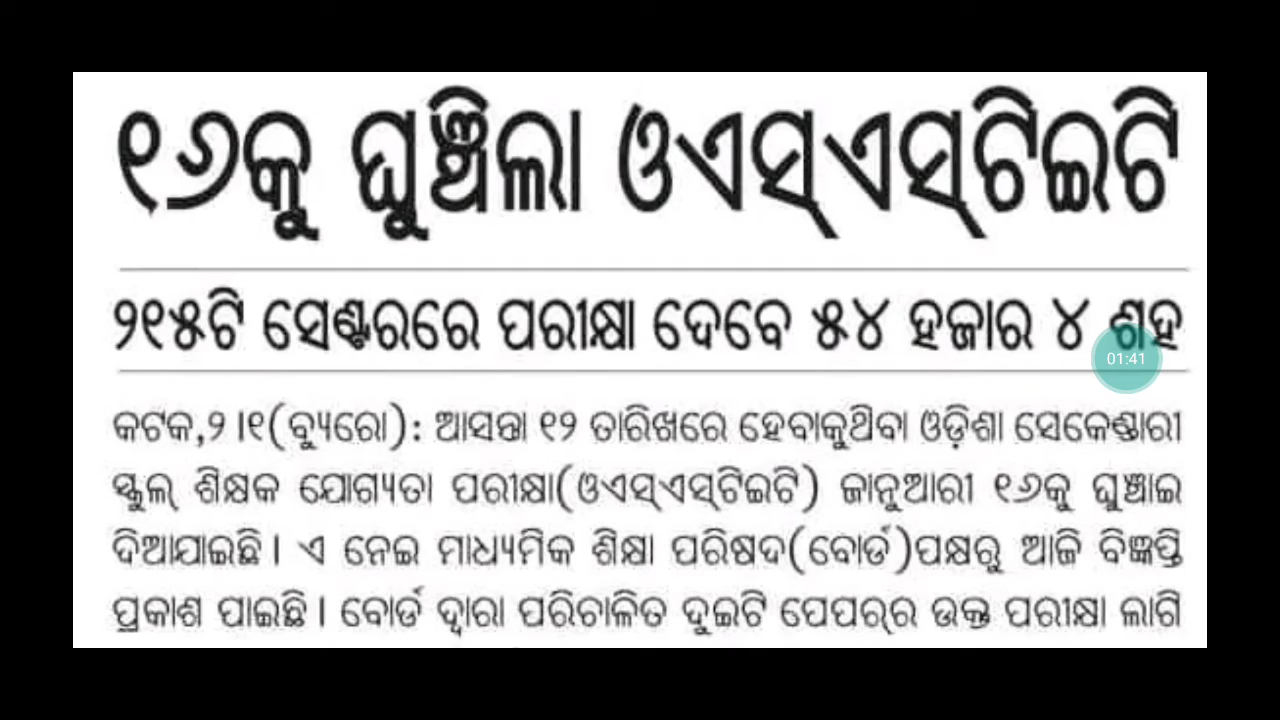 ୧୬କୁ ଘୁଞ୍ଚିଲା ଓଏସ୍ଏସ୍ଟିଇଟି
୨୧୫ଟି ସେଣ୍ଟରରେ ପରୀକ୍ଷା ଦେବେ ୫୪ ହଜାର ୪ ଶହ
01:41
କଟକ,୨ ।୧(ବ୍ୟୁରୋ): ଆସନ୍ତା ୧୨ ତାରିଖରେ ହେବାକୁଥିବା ଓଡ଼ିଶା ସେକେଣ୍ଡାରୀ
ସ୍କୁଲ୍ ଶିକ୍ଷକ ଯୋଗ୍ୟତା ପରୀକ୍ଷା(ଓଏସ୍ଏସ୍ଟିଇଟି) ଜାନୁଆରୀ ୧୬କୁ ଘୁଞ୍ଚାଇ
ଦିଆଯାଇଛି। ଏ ନେଇ ମାଧ୍ୟମିକ ଶିକ୍ଷା ପରିଷଦ(ବୋର୍ଡ)ପକ୍ଷରୁ ଆଜି ବିଜ୍ଞପ୍ତି
ପ୍ରକାଶ ପାଇଛି। ବୋର୍ଡ ଦ୍ୱାରା ପରିଚାଳିତ ଦୁଇଟି ପେପର୍‌ର ଉକ୍ତ ପରୀକ୍ଷା ଲାଗି